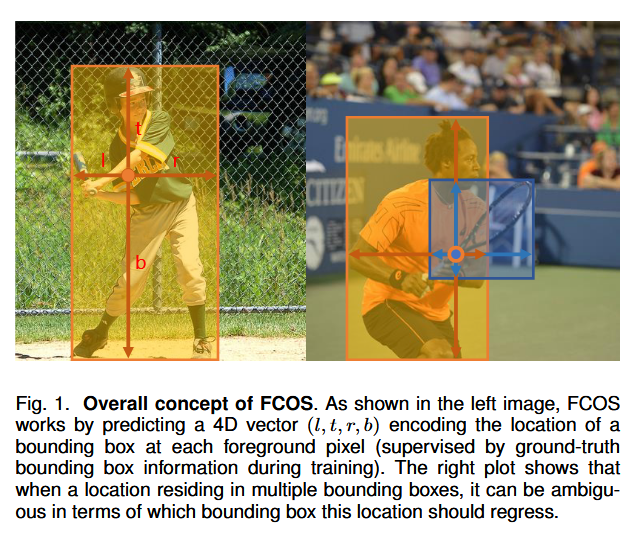 t
l
r
b
Emirates Airline
CITIZEN
Fig. 1. Overall concept of FCOS. As shown in the left image, FCOS
works by predicting a 4D vector (l, t, r, b) encoding the location of a
bounding box at each foreground pixel (supervised by ground-truth
bounding box information during training). The right plot shows that
when a location residing in multiple bounding boxes, it can be ambigu-
ous in terms of which bounding box this location should regress.